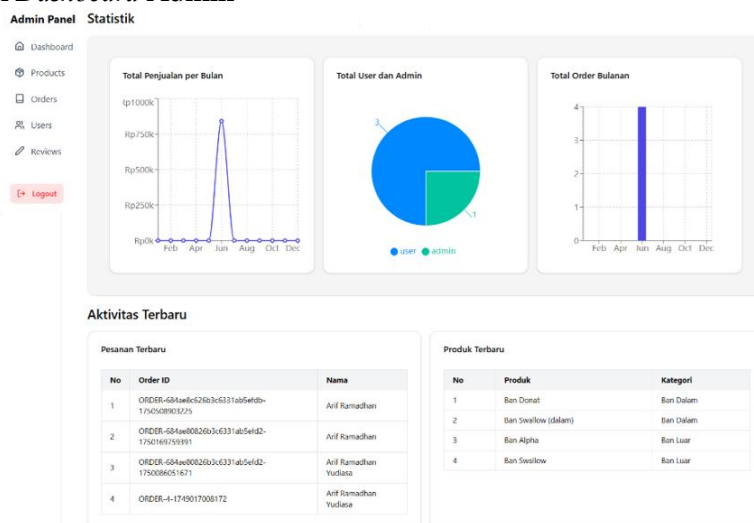 Admin Panel
Dashboard
Products
Orders
Users
Reviews
Logout
Statistik
Total Penjualan per Bulan
Rp1000k
Rp750k
Rp500k
Rp250k
Rp0k
Feb Apr Jun Aug Oct Dec
Total User dan Admin
3
1
user admin
Total Order Bulanan
4
3
2
1
0
Feb Apr Jun Aug Oct Dec
Aktivitas Terbaru
Pesanan Terbaru
No Order ID Nama
1 ORDER-684ae8c626b3c6331ab5efdb-
1750508903225 Arif Ramadhan
2 ORDER-684ae80826b3c6331ab5efd2-
1750169759391 Arif Ramadhan
3 ORDER-684ae80826b3c6331ab5efd2-
1750086051671 Arif Ramadhan
Yudiasa
4 ORDER-4-1749017008172 Arif Ramadhan
Yudiasa
Produk Terbaru
No Produk Kategori
1 Ban Donat Ban Dalam
2 Ban Swallow (dalam) Ban Dalam
3 Ban Alpha Ban Luar
4 Ban Swallow Ban Luar